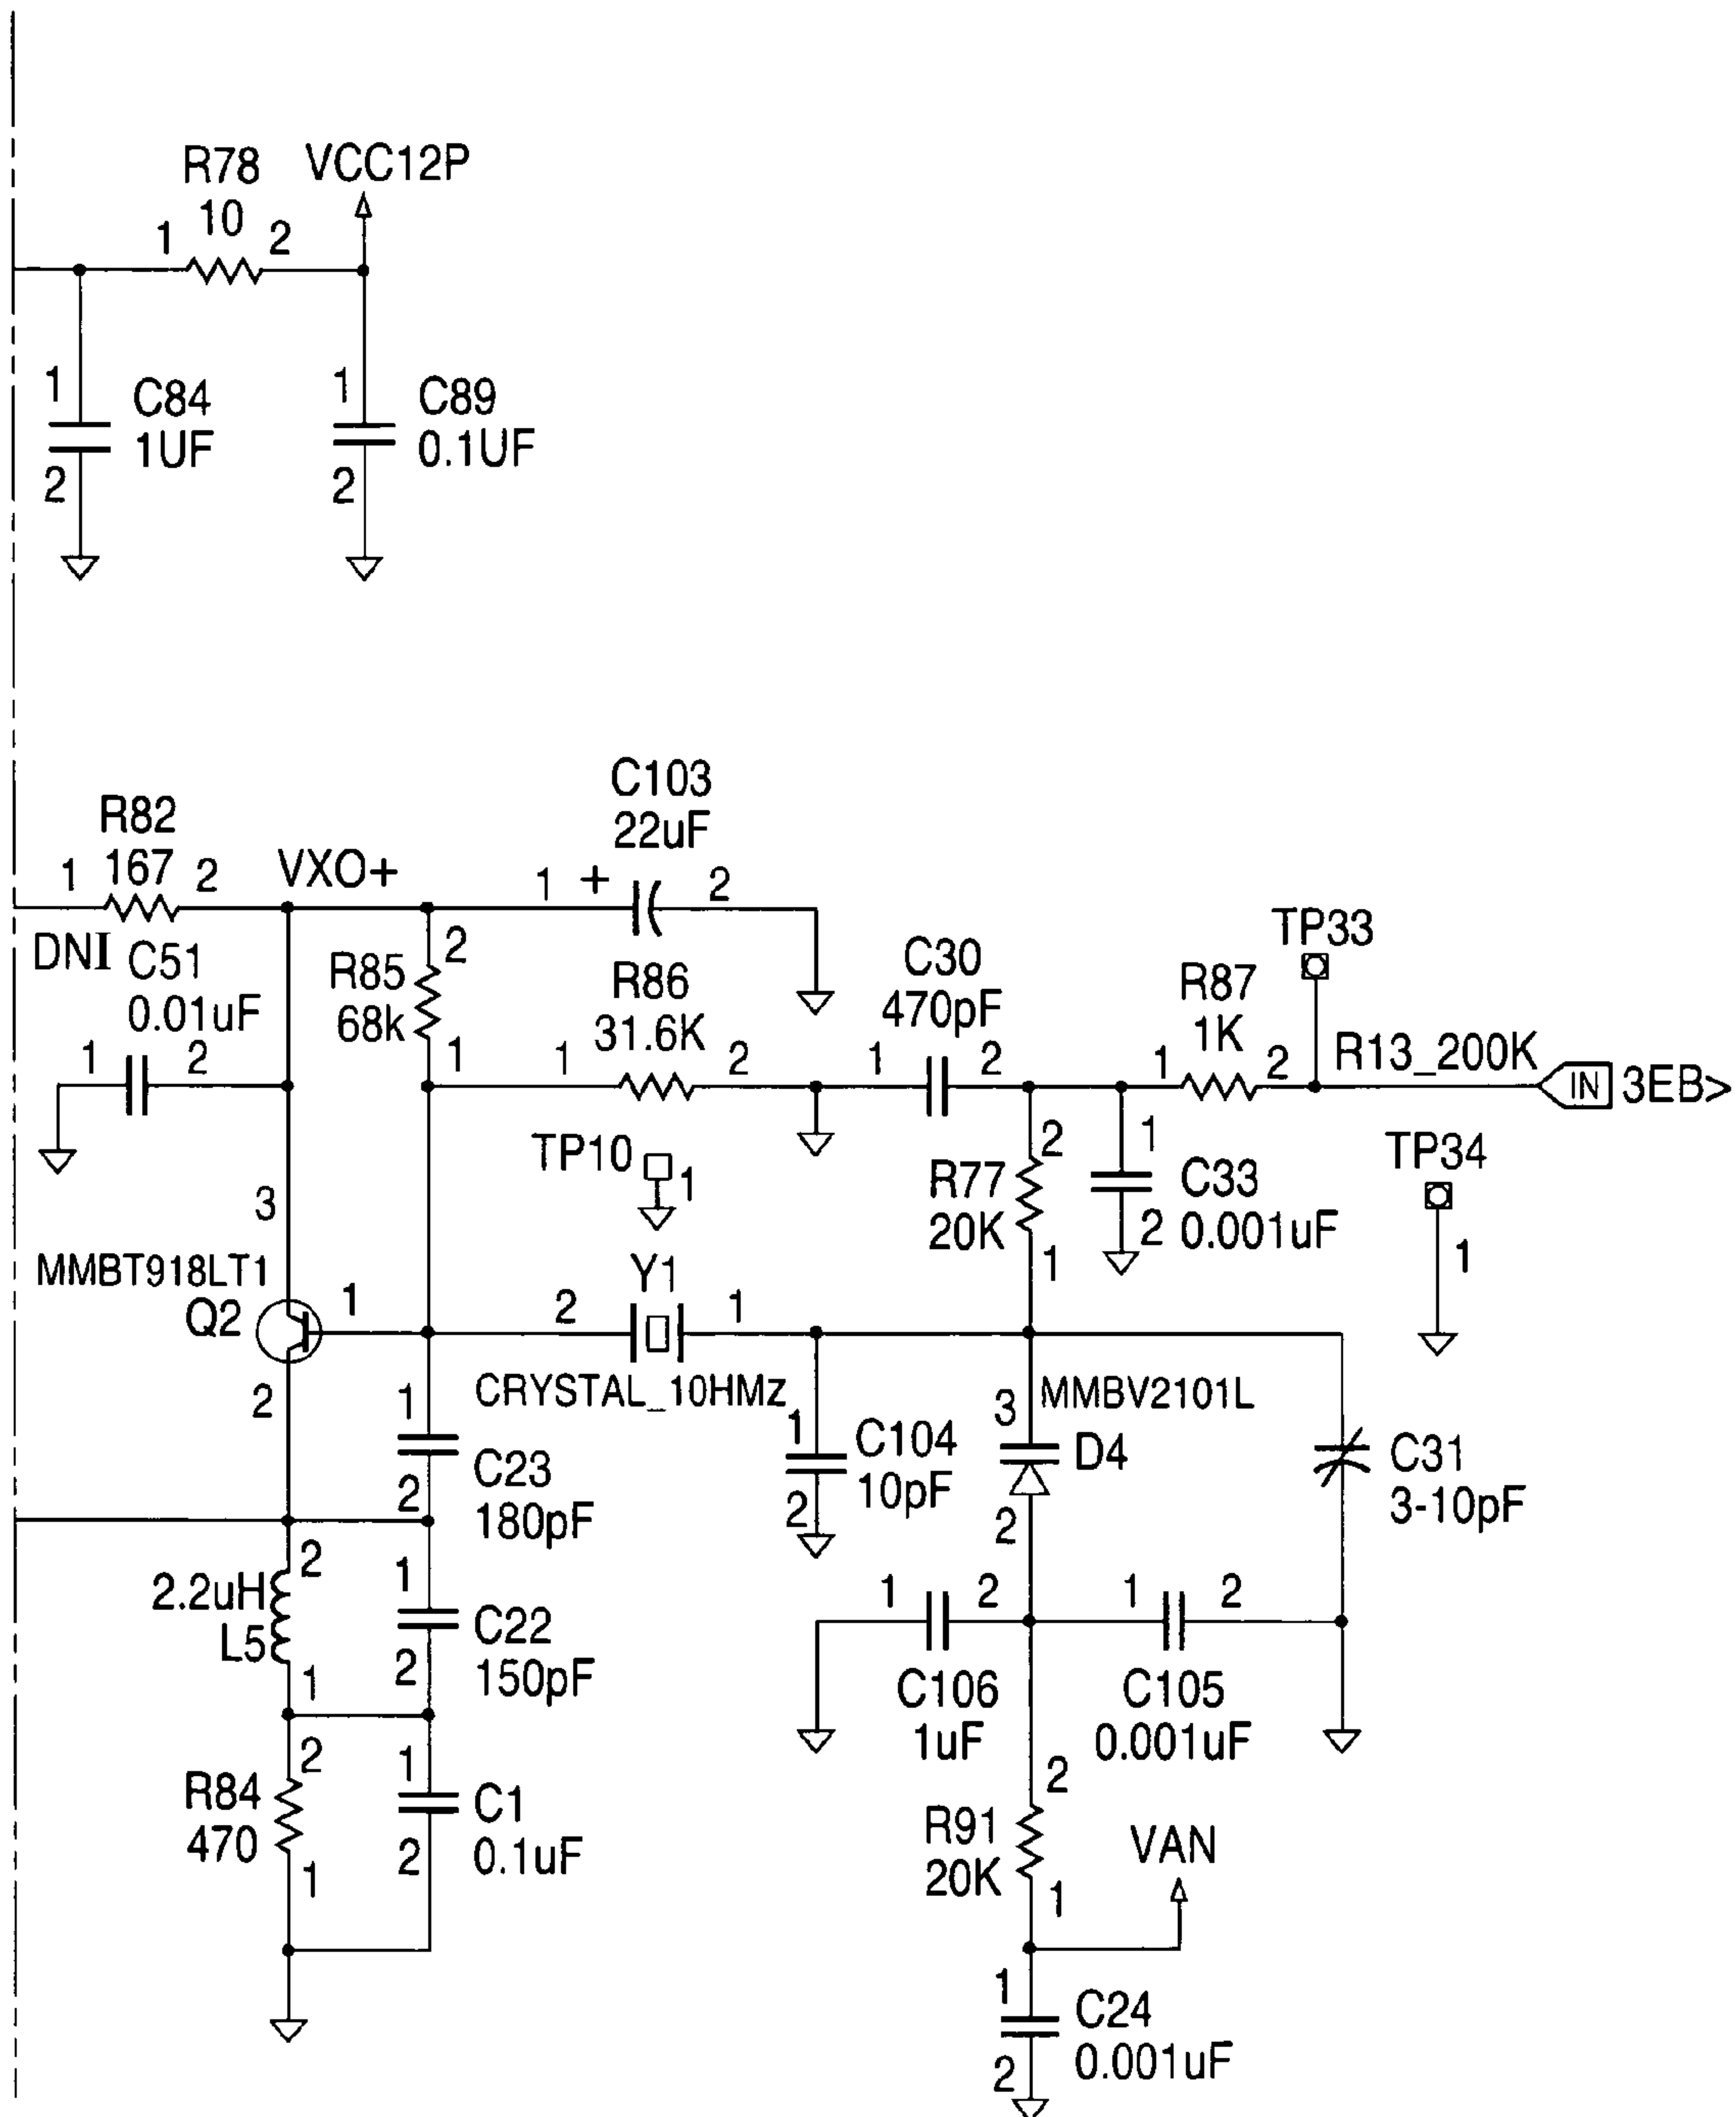 R78
VCC12P
10
1
2
1
C84
1UF
2
1
C89
0.1UF
2
C103
22uF
R82
167
1
2
VXO+
1
+
2
DNI
C51
0.01uF
1
2
R85
68k
2
1
R86
31.6K
1
2
C30
470pF
1
2
R87
1K
1
2
TP33
R13_200K
IN
3EB>
TP10
1
R77
20K
2
1
1
C33
0.001uF
2
TP34
1
3
MMBT918LT1
Q2
1
2
Y1
2
1
CRYSTAL_10HMz
1
C23
180pF
2
1
C104
10pF
2
3
MMBV2101L
D4
2
C31
3-10pF
2.2uH
L5
2
1
1
C22
150pF
2
1
2
C106
1uF
1
2
C105
0.001uF
R84
470
2
1
1
C1
0.1uF
2
2
R91
20K
1
VAN
1
C24
0.001uF
2